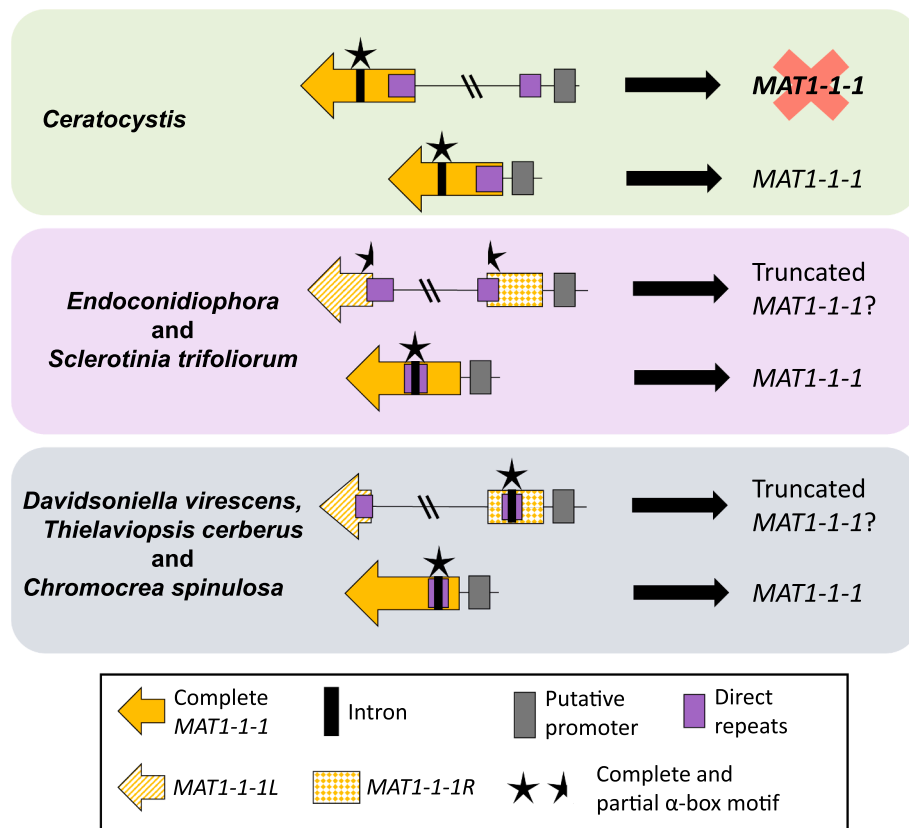 Ceratocystis
MAT1-1-1
MAT1-1-1
Endoconidiophora
and
Sclerotinia trifoliorum
Truncated
MAT1-1-1?
MAT1-1-1
Davidsoniella virescens,
Thielaviopsis cerberus
and
Chromocrea spinulosa
Truncated
MAT1-1-1?
MAT1-1-1
Complete
MAT1-1-1
Intron
Putative
promoter
Direct
repeats
MAT1-1-1L
MAT1-1-1R
Complete and
partial α-box motif